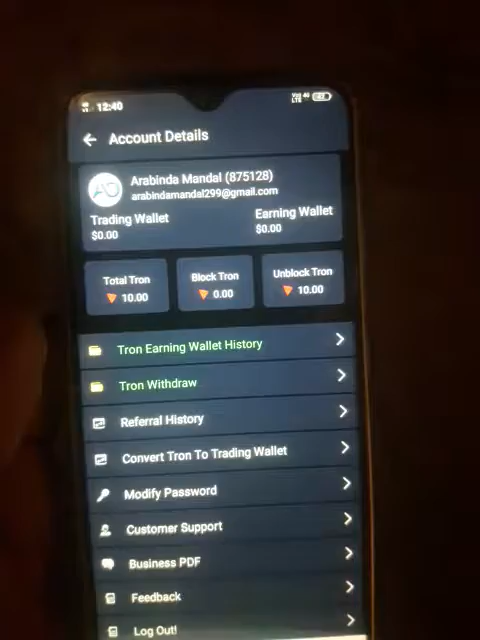 12:40
Account Details
Arabinda Mandal (875128)
arabindamandal299@gmail.com
Trading Wallet
Earning Wallet
$0.00
$0.00
Total Tron
Block Tron
Unblock Tron
10.00
0.00
10.00
Tron Earning Wallet History
Tron Withdraw
Referral History
Convert Tron To Trading Wallet
Modify Password
Customer Support
Business PDF
Feedback
Log Out!